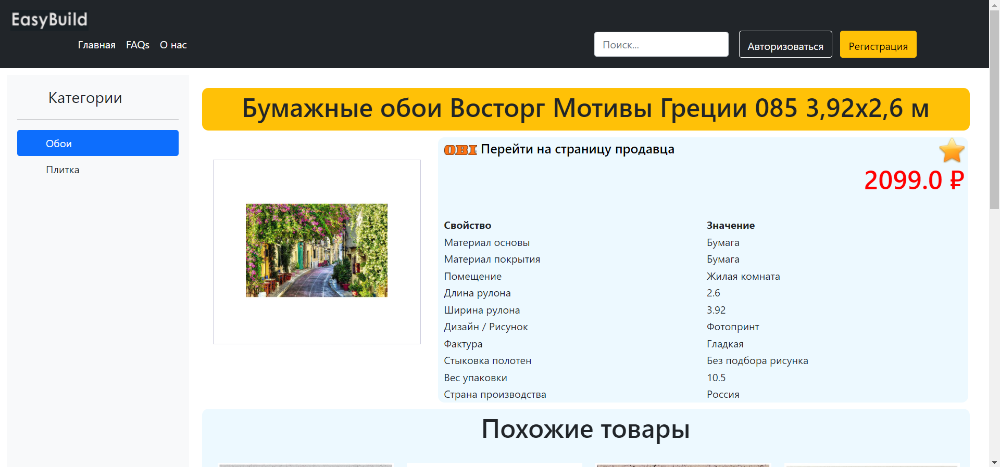 EasyBuild
Главная FAQs О нас
Поиск...
Авторизоваться
Регистрация
Категории
Обои
Плитка
Бумажные обои Восторг Мотивы Греции 085 3,92х2,6 м
OBI Перейти на страницу продавца
2099.0 ₽
Свойство Значение
Материал основы Бумага
Материал покрытия Бумага
Помещение Жилая комната
Длина рулона 2.6
Ширина рулона 3.92
Дизайн / Рисунок Фотопринт
Фактура Гладкая
Стыковка полотен Без подбора рисунка
Вес упаковки 10.5
Страна производства Россия
Похожие товары